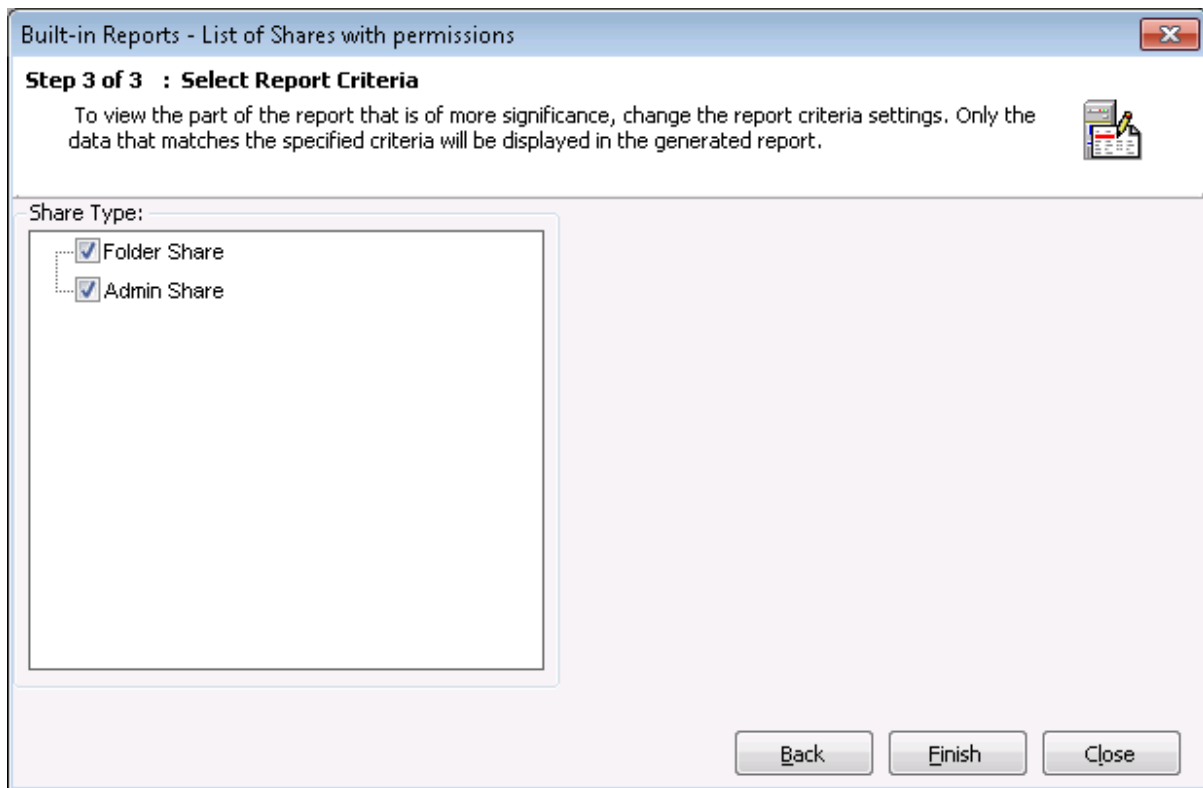 Built-in Reports - List of Shares with permissions
Step 3 of 3 : Select Report Criteria
To view the part of the report that is of more significance, change the report criteria settings. Only the
data that matches the specified criteria will be displayed in the generated report.
Share Type:
Folder Share
Admin Share
Back Finish Close